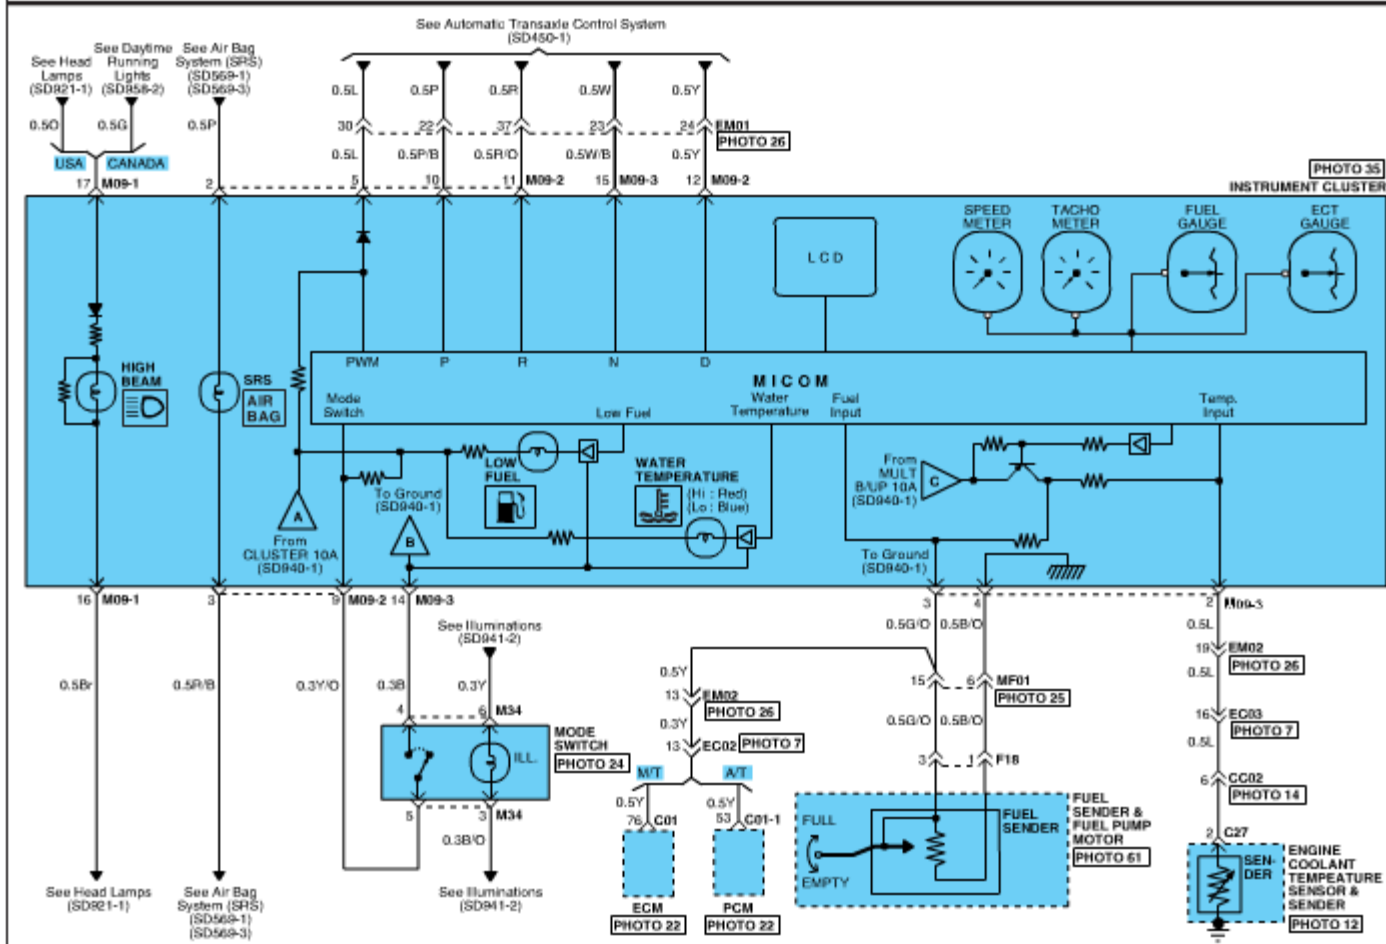 See Automatic Transaxle Control System
(SD450-1)
See Head
Lamps
(SD921-1)
See Daytime
Running
Lights
(SD958-2)
See Air Bag
System (SRS)
(SD569-1)
(SD569-3)
0.5O
0.5G
0.5P
0.5L
0.5P
0.5R
0.5W
0.5Y
30
22
37
23
24
EM01
PHOTO 26
USA
CANADA
0.5L
0.5P/B
0.5R/O
0.5W/B
0.5Y
17
M09-1
2
5
10
11
M09-2
15
M09-3
12
M09-2
PHOTO 35
INSTRUMENT CLUSTER
SPEED
METER
TACHO
METER
FUEL
GAUGE
ECT
GAUGE
LCD
PWM
P
R
N
D
MICOM
HIGH
BEAM
SRS
AIR
BAG
Mode
Switch
Low Fuel
Water
Temperature
Fuel
Input
Temp.
Input
LOW
FUEL
WATER
TEMPERATURE
(Hi : Red)
(Lo : Blue)
From
MULT
B/UP 10A
(SD940-1)
C
To Ground
(SD940-1)
A
From
CLUSTER 10A
(SD940-1)
B
To Ground
(SD940-1)
16
M09-1
3
9
M09-2
14
M09-3
3
4
2
M09-3
0.5Br
0.5R/B
0.3Y/O
0.3B
See Illuminations
(SD941-2)
0.3Y
4
6
M34
MODE
SWITCH
PHOTO 24
ILL.
5
3
M34
0.3B/O
See Head Lamps
(SD921-1)
See Air Bag
System (SRS)
(SD569-1)
(SD569-3)
See Illuminations
(SD941-2)
0.5G/O
0.5B/O
0.5Y
13
EM02
PHOTO 26
0.3Y
13
EC02
PHOTO 7
M/T
A/T
0.5Y
0.5Y
76
C01
53
C01-1
ECM
PHOTO 22
PCM
PHOTO 22
15
6
MF01
PHOTO 25
0.5G/O
0.5B/O
3
1
F18
FULL
EMPTY
FUEL
SENDER
FUEL
SENDER &
FUEL PUMP
MOTOR
PHOTO 61
0.5L
19
EM02
PHOTO 26
0.5L
16
EC03
PHOTO 7
0.5L
6
CC02
PHOTO 14
2
C27
SEN-
DER
ENGINE
COOLANT
TEMPEATURE
SENSOR &
SENDER
PHOTO 12